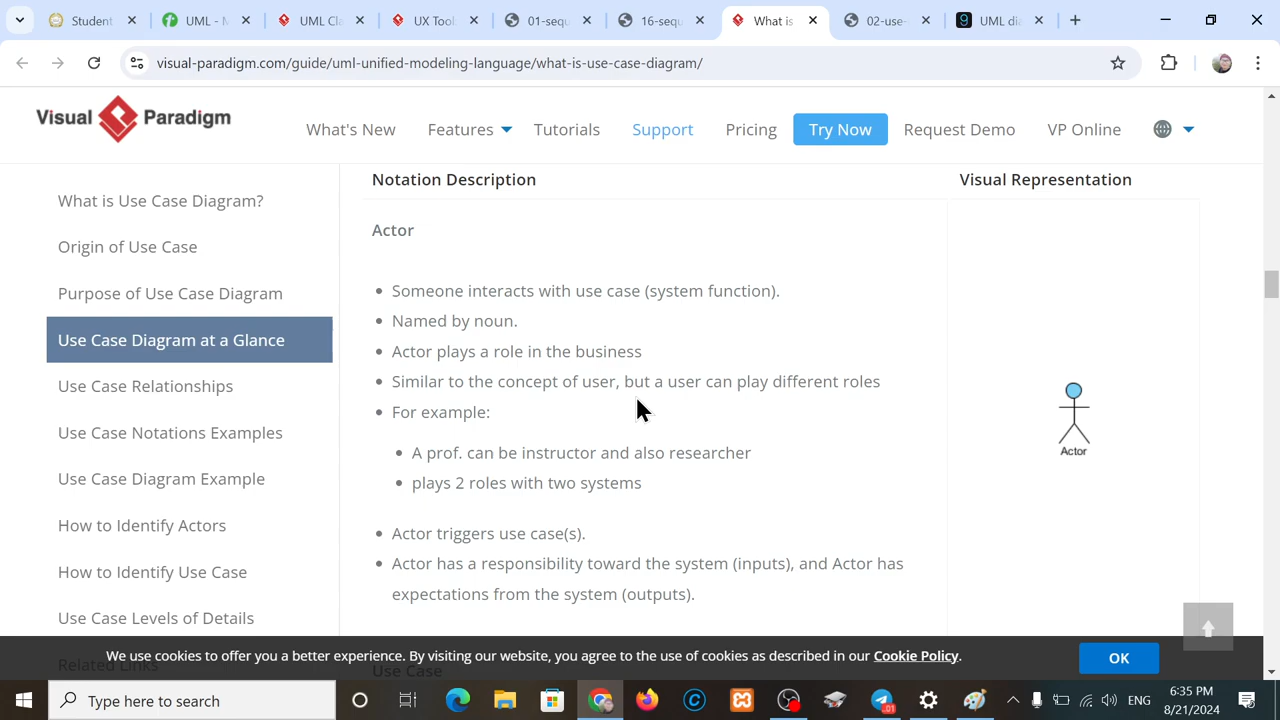 Student
UML - M
UML Cla
UX Tool
01-sequ
16-sequ
What is
02-use-
UML die
visual-paradigm.com/guide/uml-unified-modeling-language/what-is-use-case-diagram/
Visual Paradigm
What's New
Features
Tutorials
Support
Pricing
Try Now
Request Demo
VP Online
What is Use Case Diagram?
Origin of Use Case
Purpose of Use Case Diagram
Use Case Diagram at a Glance
Use Case Relationships
Use Case Notations Examples
Use Case Diagram Example
How to Identify Actors
How to Identify Use Case
Use Case Levels of Details
Related Links
Notation Description
Visual Representation
Actor
Someone interacts with use case (system function).
Named by noun.
Actor plays a role in the business
Similar to the concept of user, but a user can play different roles
For example:
A prof. can be instructor and also researcher
plays 2 roles with two systems
Actor triggers use case(s).
Actor has a responsibility toward the system (inputs), and Actor has
expectations from the system (outputs).
Actor
Use Case
We use cookies to offer you a better experience. By visiting our website, you agree to the use of cookies as described in our Cookie Policy.
OK
Type here to search
.01
ENG
6:35 PM
8/21/2024